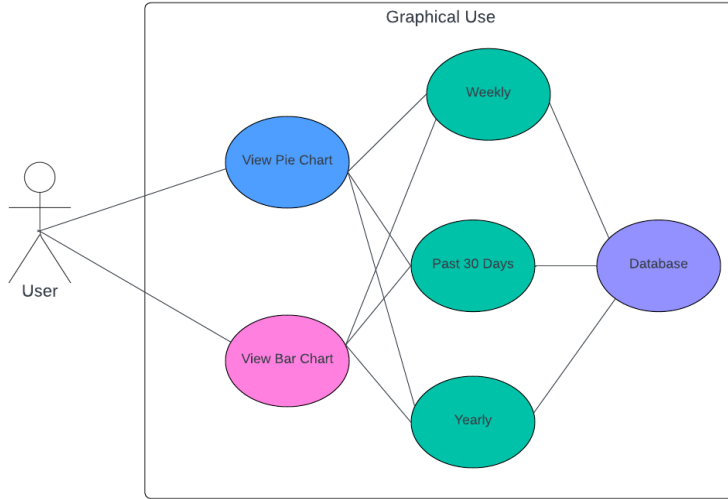 Graphical Use
Weekly
View Pie Chart
User
Past 30 Days
Database
View Bar Chart
Yearly